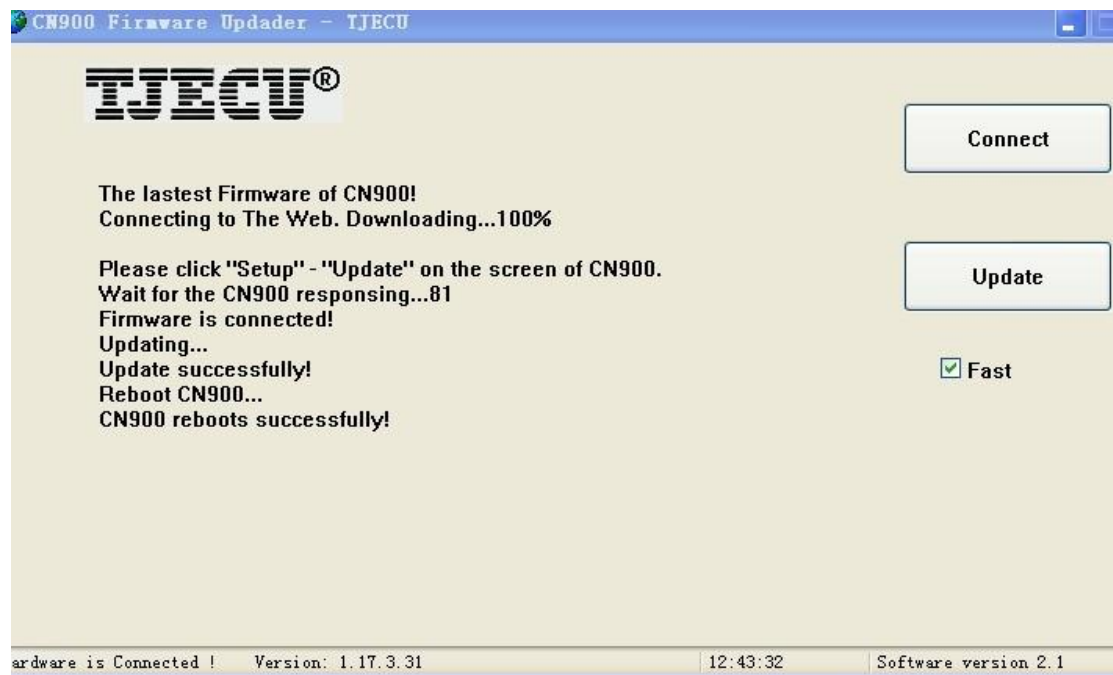 CN900 Firmware Updader - TJECU
TJECU®
Connect
The lastest Firmware of CN900!
Connecting to The Web. Downloading...100%
Please click "Setup" - "Update" on the screen of CN900.
Wait for the CN900 responsing...81
Update
Firmware is connected!
Updating...
Update successfully!
Fast
Reboot CN900...
CN900 reboots successfully!
ardware is Connected ! Version: 1.17.3.31 12:43:32 Software version 2.1